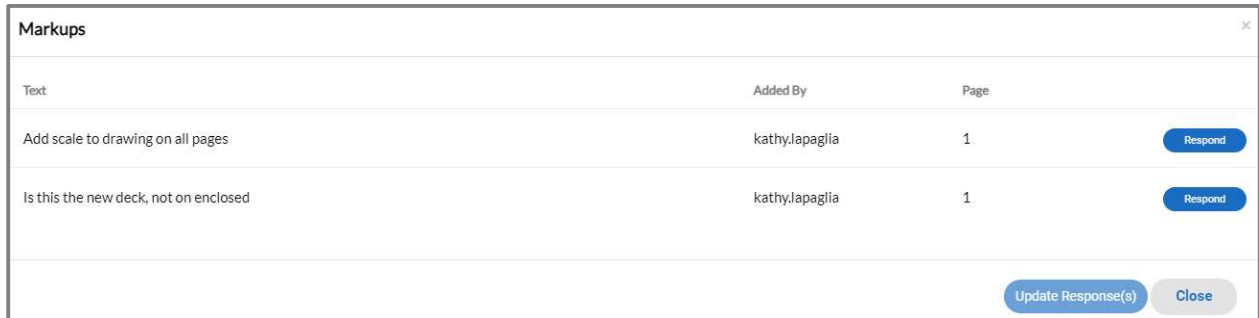 Markups ×
Text Added By Page
Add scale to drawing on all pages kathy.lapaglia 1 Respond
Is this the new deck, not on enclosed kathy.lapaglia 1 Respond
Update Response(s) Close